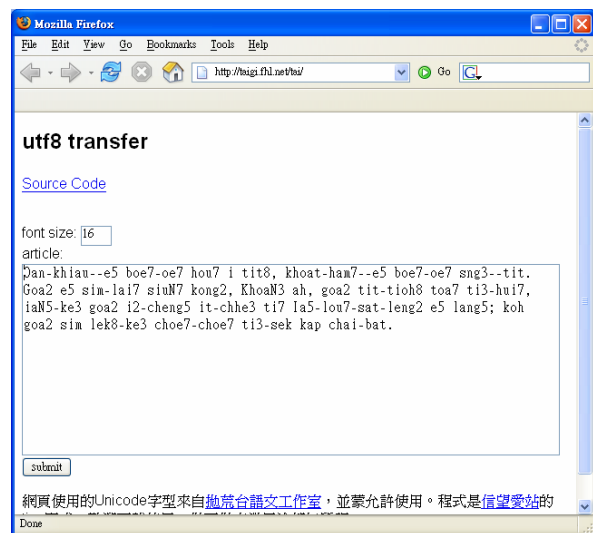 Mozilla Firefox
File Edit View Go Bookmarks Tools Help
http://taigi.fhl.net/tai/ Go
utf8 transfer
Source Code
font size: 16
article:
Oan-khiau--e5 boe7-oe7 hou7 i tit8, khoat-ham7--e5 boe7-oe7 sng3--tit.
Goa2 e5 sim-lai7 siuN7 kong2, KhoaN3 ah, goa2 tit-tioh8 toa7 ti3-hui7,
iaN5-ke3 goa2 i2-cheng5 it-chhe3 ti7 Ia5-lou7-sat-leng2 e5 lang5; koh
goa2 sim lek8-ke3 choe7-choe7 ti3-sek kap chai-bat.
submit
網頁使用的Unicode字型來自拋荒台語文工作室，並蒙允許使用。程式是信望愛站的
Done